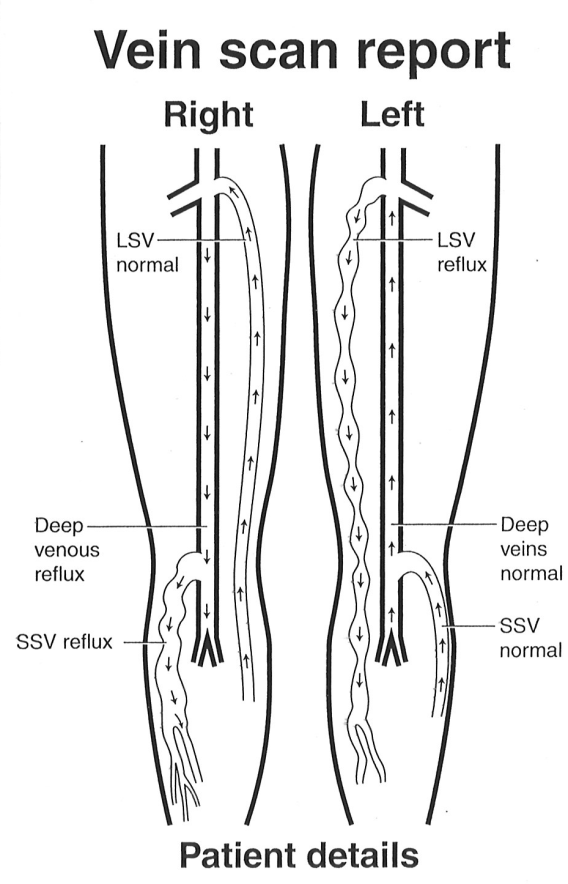 Vein scan report
Right
Left
LSV
normal
LSV
reflux
Deep
venous
reflux
Deep
veins
normal
SSV reflux
SSV
normal
Patient details